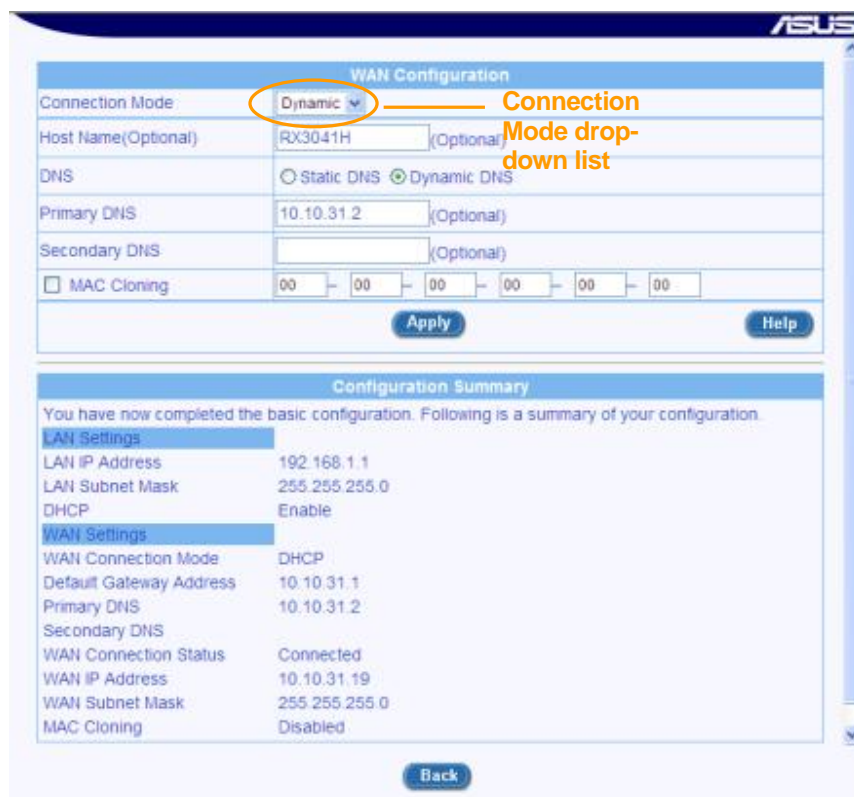 ASUS
WAN Configuration
Connection Mode Dynamic
Connection Mode drop-down list
Host Name(Optional) RX3041H (Optional)
DNS Static DNS Dynamic DNS
Primary DNS 10.10.31.2 (Optional)
Secondary DNS (Optional)
MAC Cloning 00 – 00 – 00 – 00 – 00 – 00
Apply Help
Configuration Summary
You have now completed the basic configuration. Following is a summary of your configuration.
LAN Settings
LAN IP Address 192.168.1.1
LAN Subnet Mask 255.255.255.0
DHCP Enable
WAN Settings
WAN Connection Mode DHCP
Default Gateway Address 10.10.31.1
Primary DNS 10.10.31.2
Secondary DNS
WAN Connection Status Connected
WAN IP Address 10.10.31.19
WAN Subnet Mask 255.255.255.0
MAC Cloning Disabled
Back